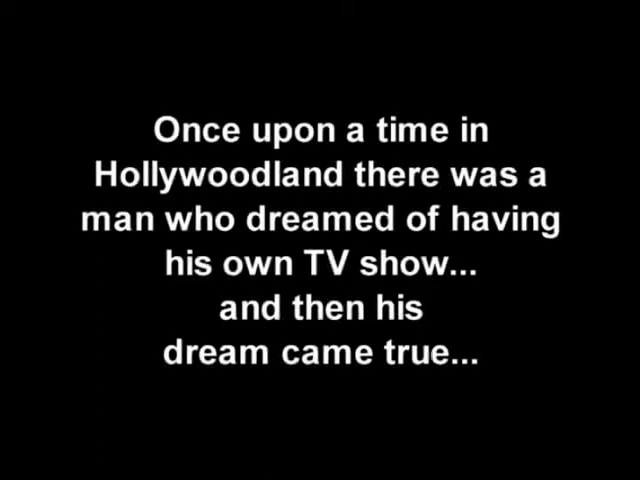 Once upon a time in
Hollywoodland there was a
man who dreamed of having
his own TV show...
and then his
dream came true...